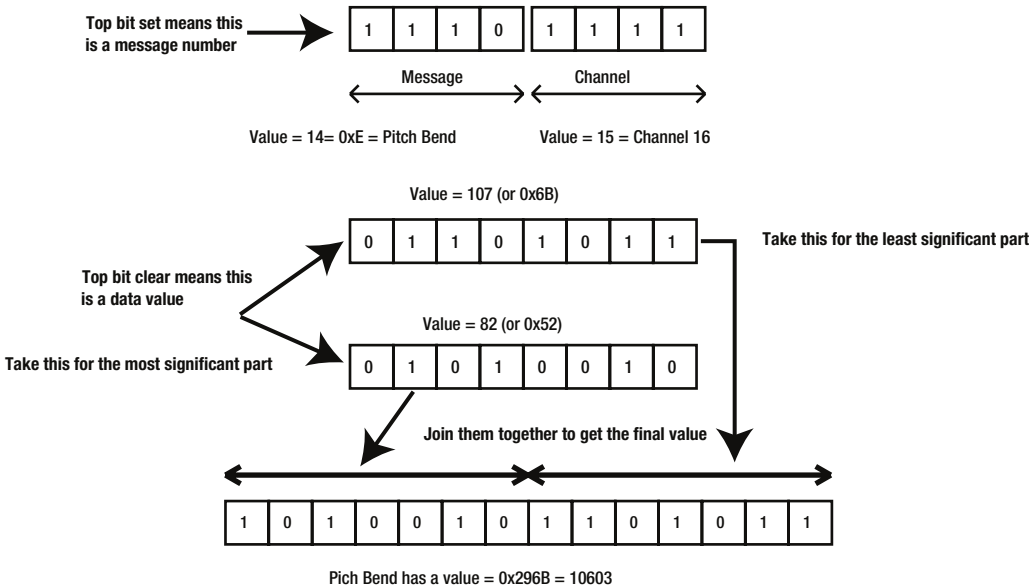 Top bit set means this
is a message number
1 1 1 0 1 1 1 1
Message Channel
Value = 14= 0xE = Pitch Bend Value = 15 = Channel 16
Value = 107 (or 0x6B)
0 1 1 0 1 0 1 1
Take this for the least significant part
Top bit clear means this
is a data value
Value = 82 (or 0x52)
Take this for the most significant part
0 1 0 1 0 0 1 0
Join them together to get the final value
1 0 1 0 0 1 0 1 1 0 1 0 1 1
Pich Bend has a value = 0x296B = 10603